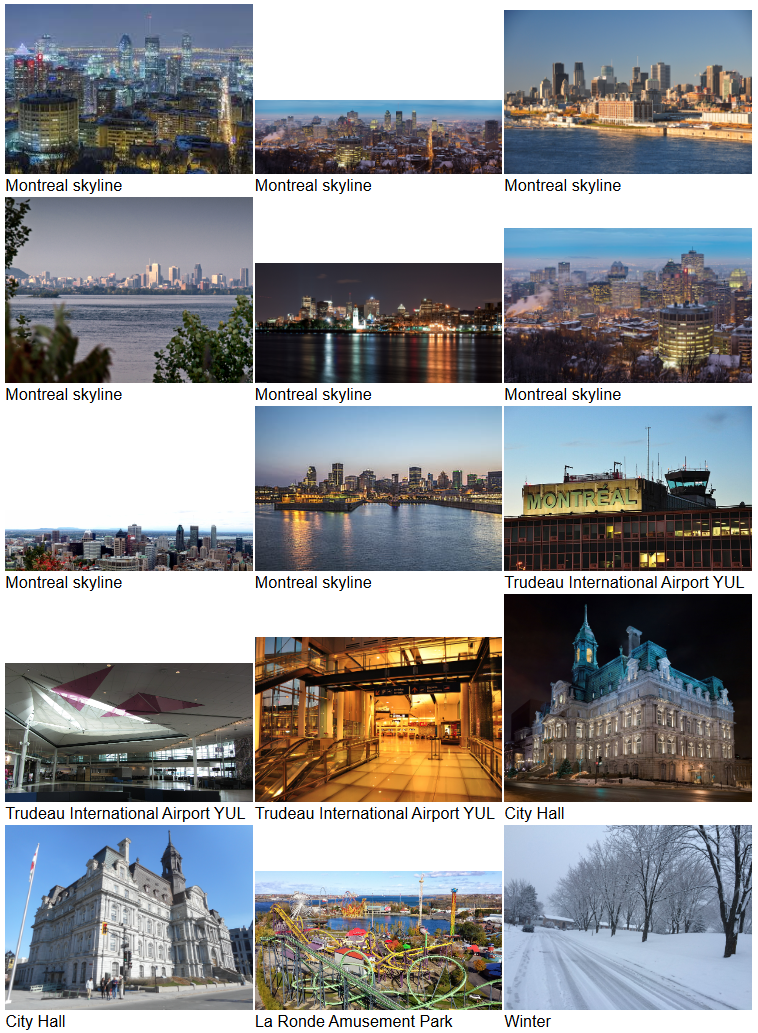 Montreal skyline
Montreal skyline
Montreal skyline
Montreal skyline
Montreal skyline
Montreal skyline
Montreal skyline
Montreal skyline
MONTRÉAL
Trudeau International Airport YUL
Trudeau International Airport YUL
Trudeau International Airport YUL
City Hall
City Hall
La Ronde Amusement Park
Winter